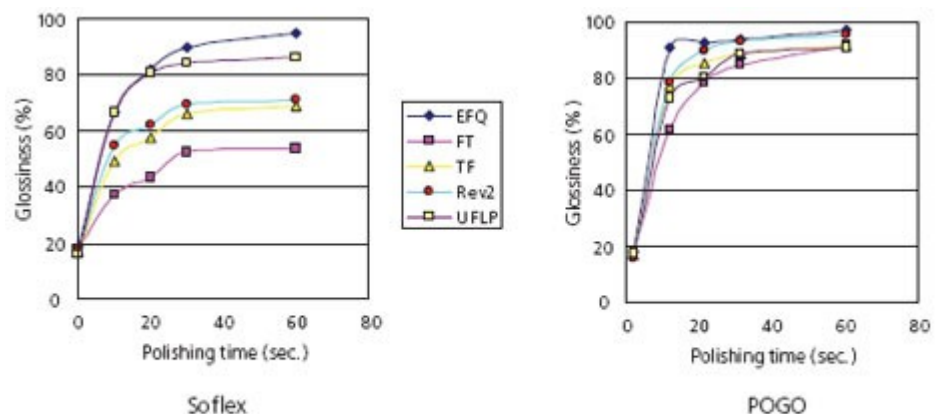 100
80
60
40
20
0
Glossiness (%)
0 20 40 60 80
Polishing time (sec.)
Soflex
EFQ
FT
TF
Rev2
UFLP
100
80
60
40
20
0
Glossiness (%)
0 20 40 60 80
Polishing time (sec.)
POGO